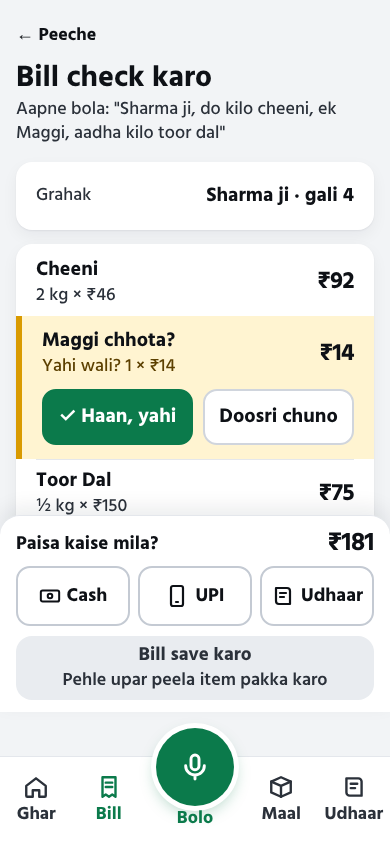 ← Peeche
Bill check karo
Aapne bola: "Sharma ji, do kilo cheeni, ek
Maggi, aadha kilo toor dal"
Grahak
Sharma ji · gali 4
Cheeni
₹92
2 kg × ₹46
Maggi chhota?
₹14
Yahi wali? 1 × ₹14
✓ Haan, yahi
Doosri chuno
Toor Dal
₹75
½ kg × ₹150
Paisa kaise mila?
₹181
Cash
UPI
Udhaar
Bill save karo
Pehle upar peela item pakka karo
Ghar
Bill
Bolo
Maal
Udhaar